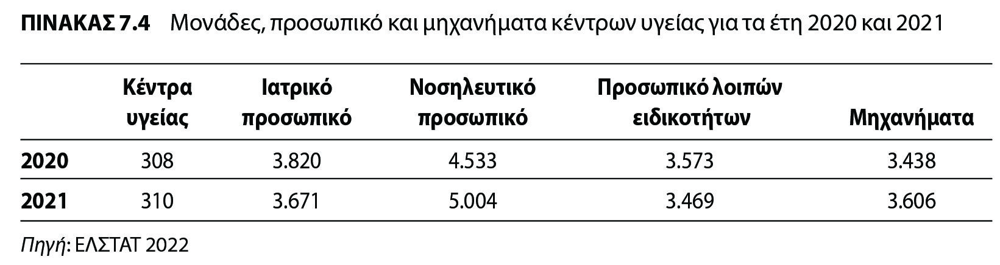 ΠΙΝΑΚΑΣ 7.4 Μονάδες, προσωπικό και μηχανήματα κέντρων υγείας για τα έτη 2020 και 2021
Κέντρα υγείας Ιατρικό προσωπικό Νοσηλευτικό προσωπικό Προσωπικό λοιπών ειδικοτήτων Μηχανήματα
2020 308 3.820 4.533 3.573 3.438
2021 310 3.671 5.004 3.469 3.606
Πηγή: ΕΛΣΤΑΤ 2022